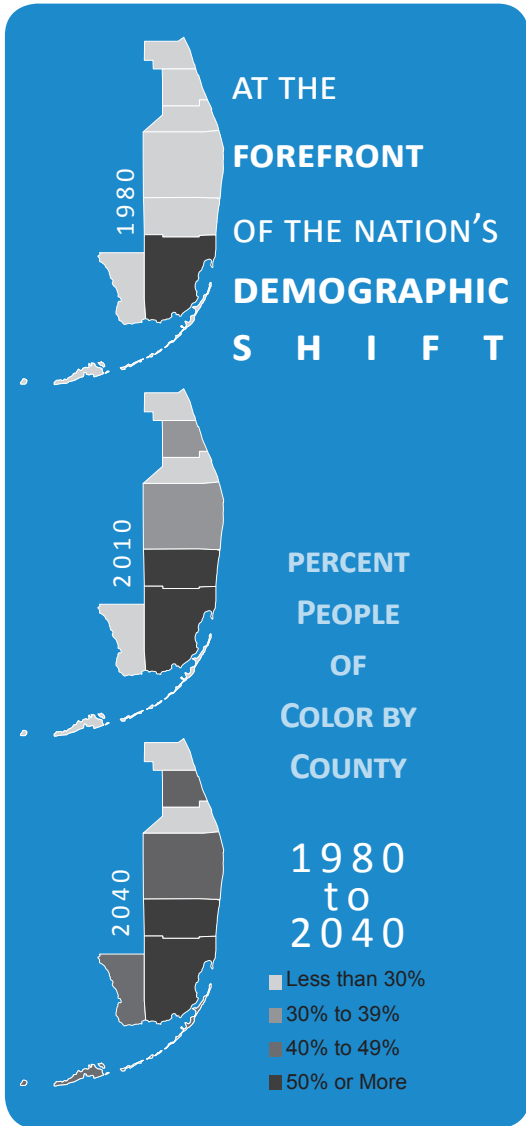 AT THE
FOREFRONT
OF THE NATION'S
DEMOGRAPHIC
SHIFT
1980
2010
PERCENT
PEOPLE
OF
COLOR BY
COUNTY
2040
1980
to
2040
Less than 30%
30% to 39%
40% to 49%
50% or More